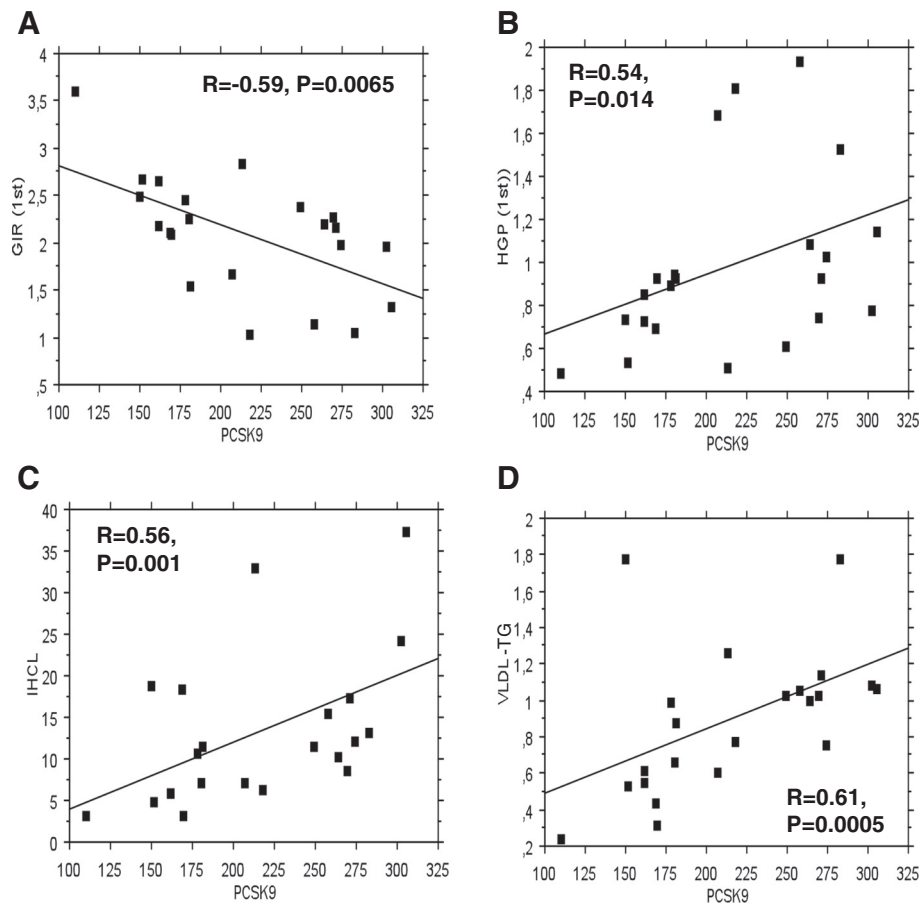 A
R=-0.59, P=0.0065
4
3,5
3
2,5
2
1,5
1
,5
GIR (1st)
100 125 150 175 200 225 250 275 300 325
PCSK9
B
R=0.54,
P=0.014
2
1,8
1,6
1,4
1,2
1
,8
,6
,4
HGP (1st))
100 125 150 175 200 225 250 275 300 325
PCSK9
C
R=0.56,
P=0.001
40
35
30
25
20
15
10
5
0
IHCL
100 125 150 175 200 225 250 275 300 325
PCSK9
D
2
1,8
1,6
1,4
1,2
1
,8
,6
,4
,2
VLDL-TG
R=0.61,
P=0.0005
100 125 150 175 200 225 250 275 300 325
PCSK9